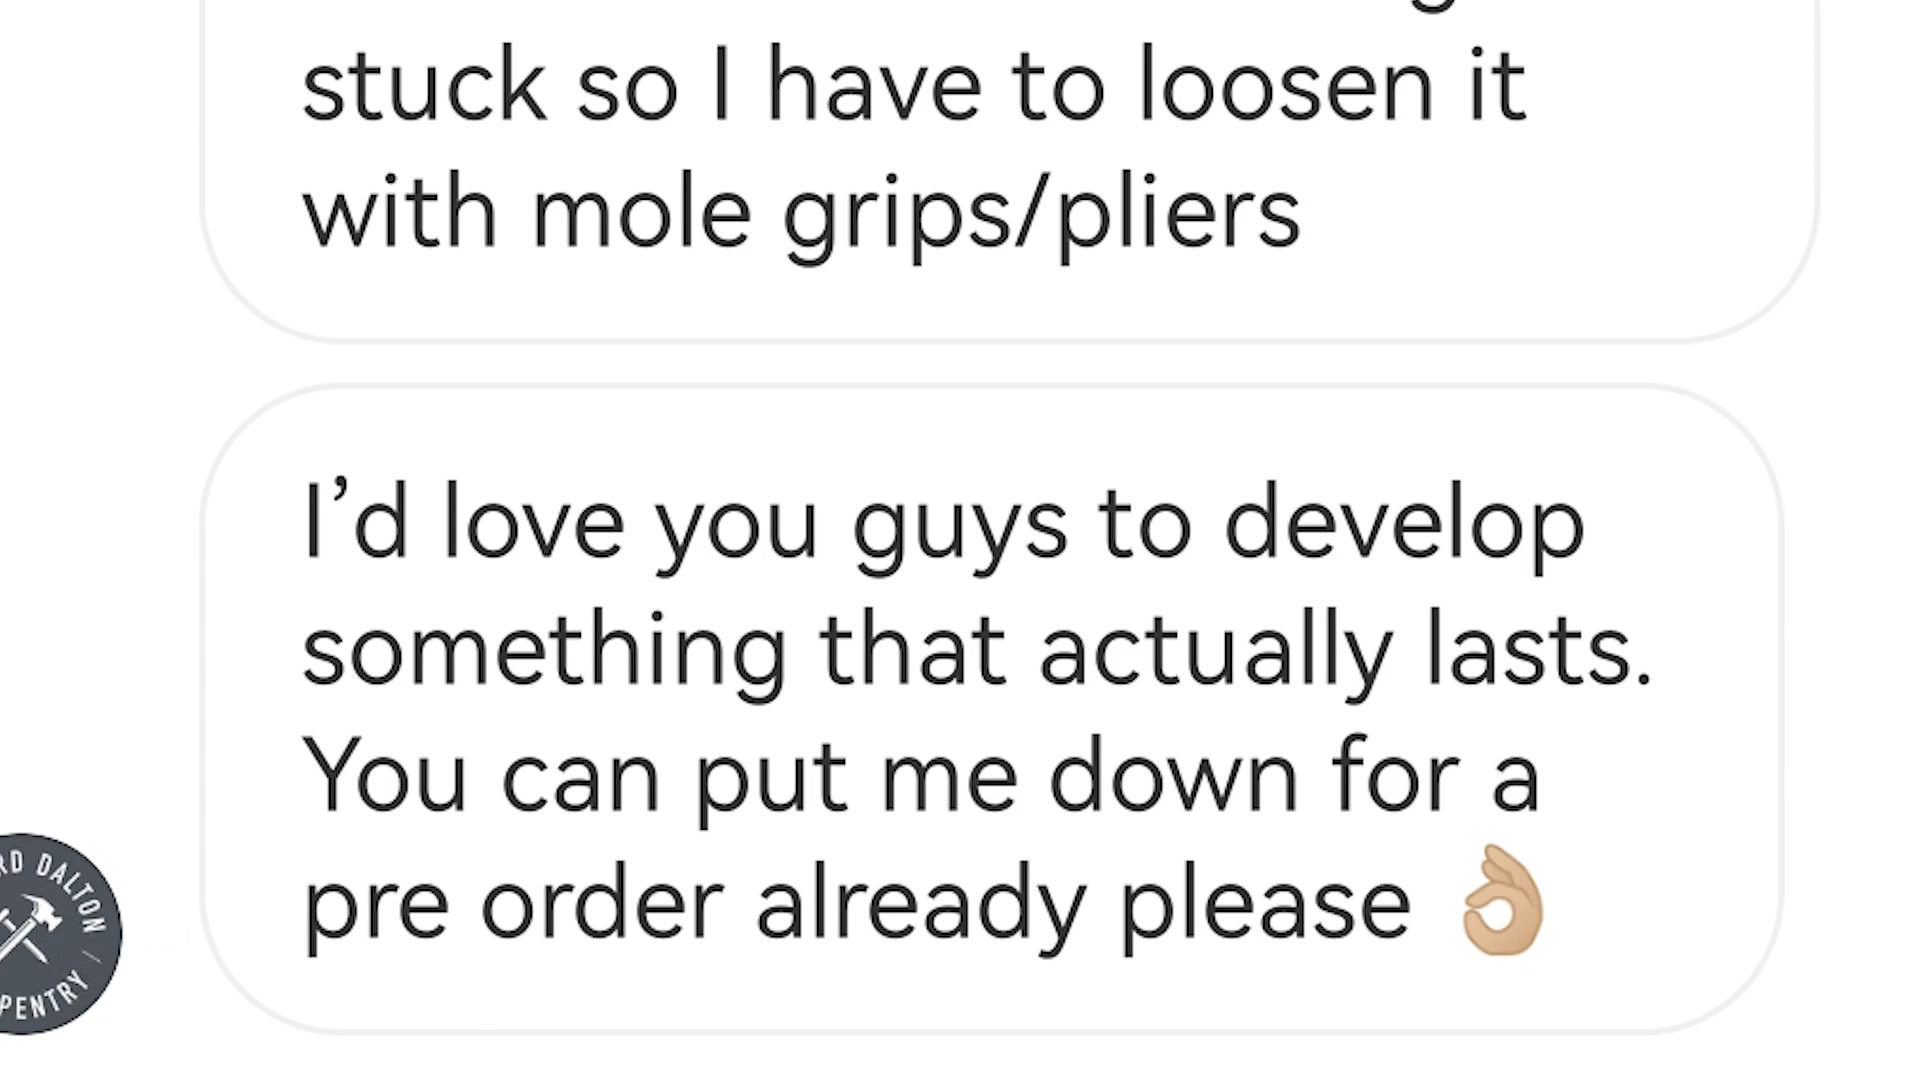 stuck so I have to loosen it
with mole grips/pliers
I’d love you guys to develop
something that actually lasts.
You can put me down for a
pre order already please 👌🏼
DALTON